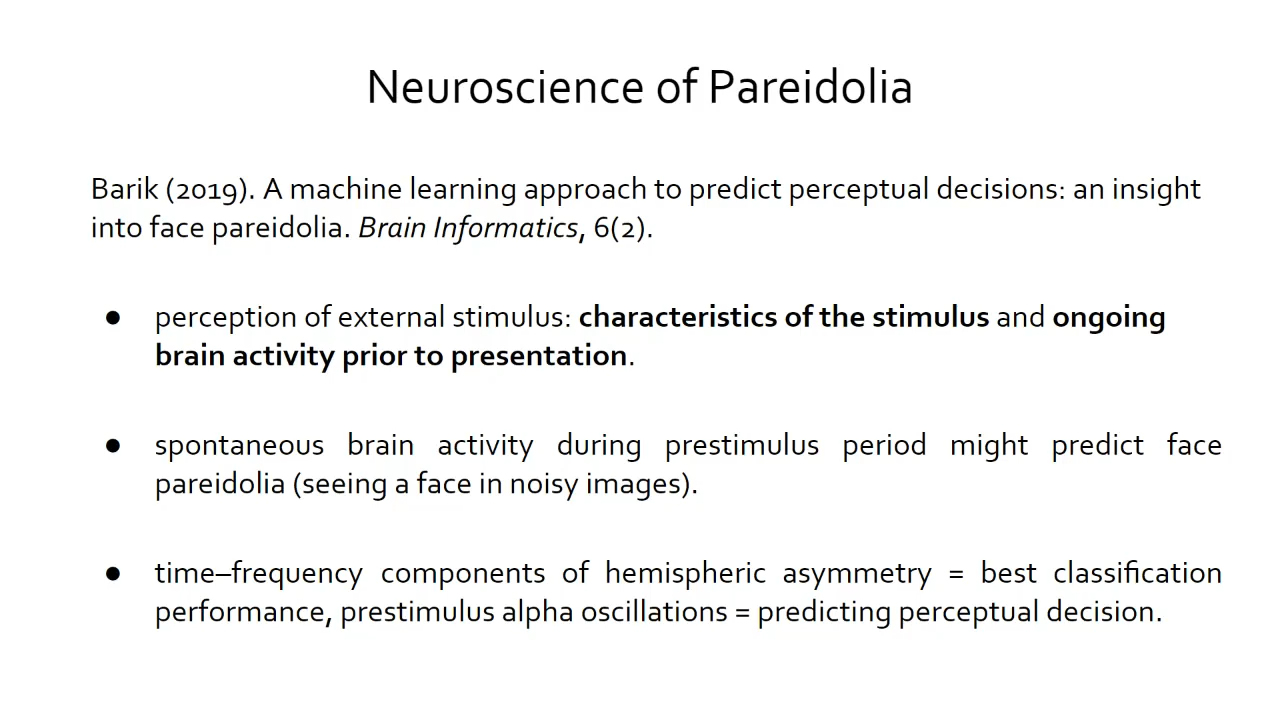 Neuroscience of Pareidolia
Barik (2019). A machine learning approach to predict perceptual decisions: an insight
into face pareidolia. Brain Informatics, 6(2).
● perception of external stimulus: characteristics of the stimulus and ongoing
brain activity prior to presentation.
● spontaneous brain activity during prestimulus period might predict face
pareidolia (seeing a face in noisy images).
● time–frequency components of hemispheric asymmetry = best classification
performance, prestimulus alpha oscillations = predicting perceptual decision.